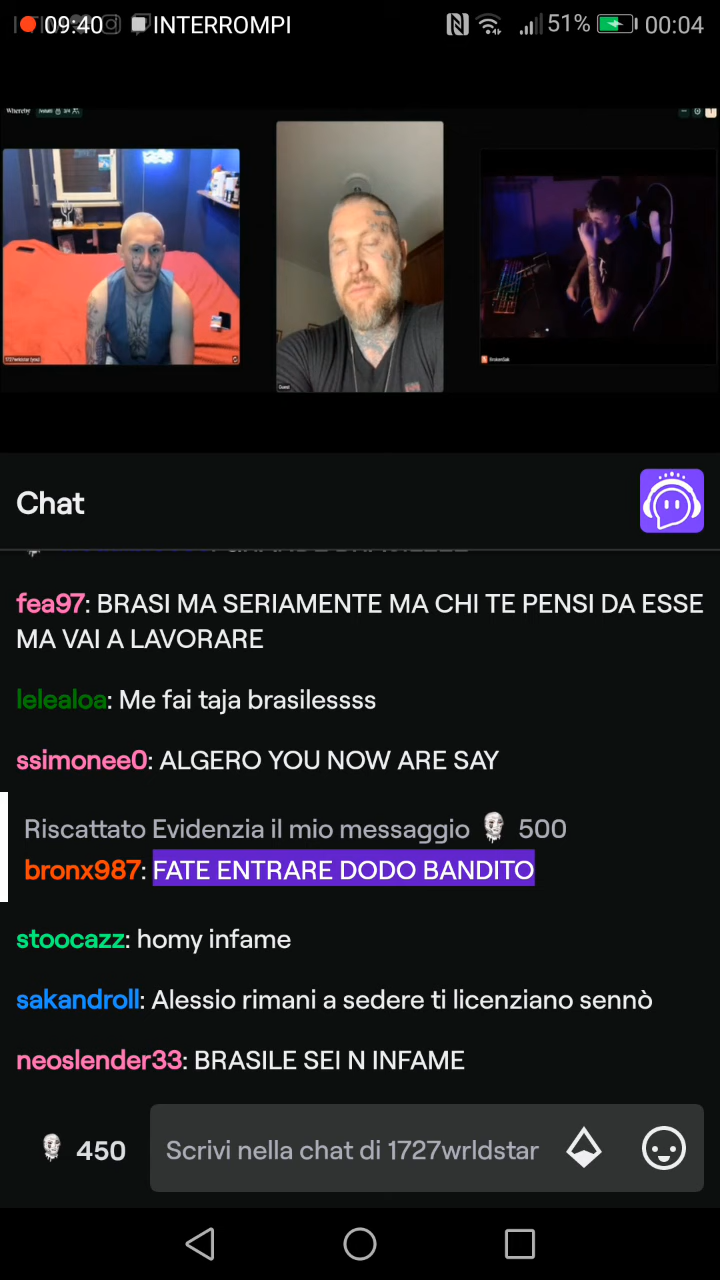 09:40 INTERROMPI 51% 00:04
Whereby
Guest
Chat
fea97: BRASI MA SERIAMENTE MA CHI TE PENSI DA ESSE
MA VAI A LAVORARE
lelealoa: Me fai taja brasilessss
ssimonee0: ALGERO YOU NOW ARE SAY
Riscattato Evidenzia il mio messaggio 500
bronx987: FATE ENTRARE DODO BANDITO
stoocazz: homy infame
sakandroll: Alessio rimani a sedere ti licenziano sennò
neoslender33: BRASILE SEI N INFAME
450 Scrivi nella chat di 1727wrldstar